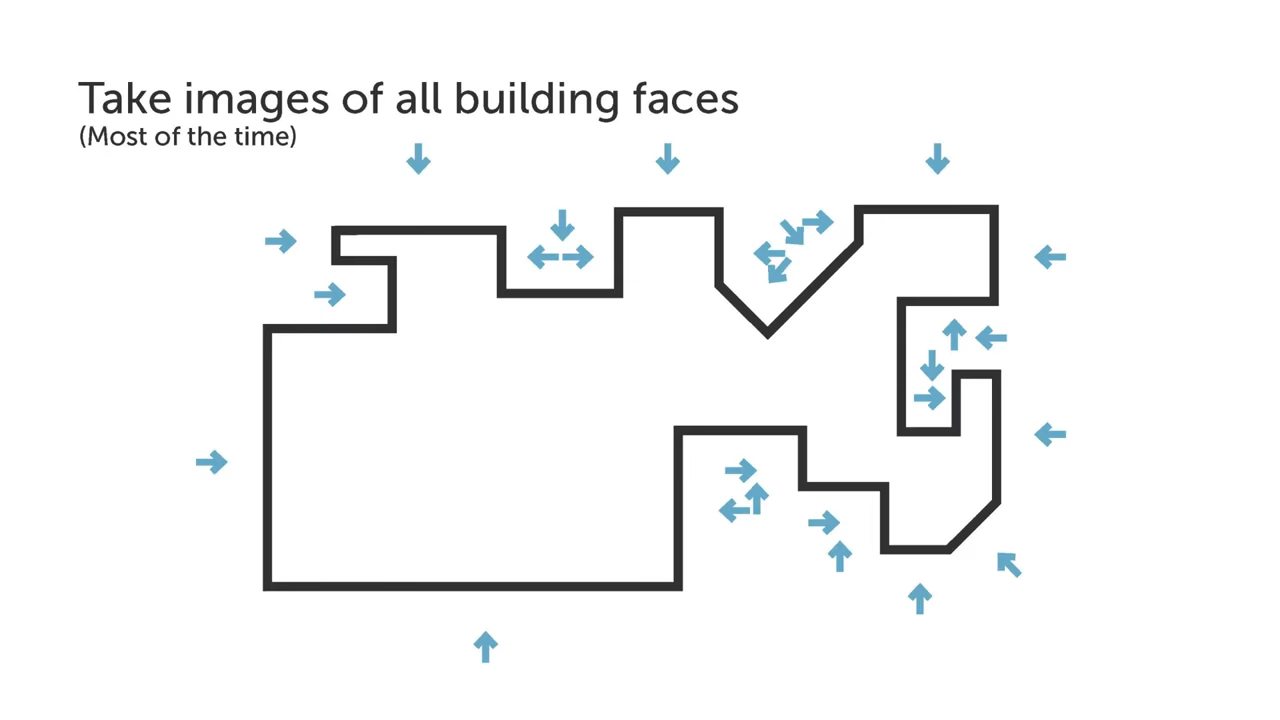 Take images of all building faces
(Most of the time)